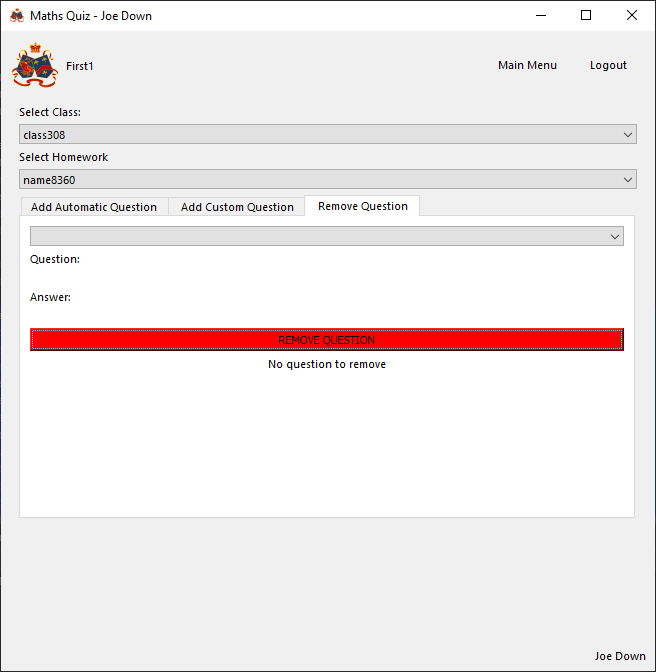 Maths Quiz - Joe Down
First1
Main Menu
Logout
Select Class:
class308
Select Homework
name8360
Add Automatic Question
Add Custom Question
Remove Question
Question:
Answer:
REMOVE QUESTION
No question to remove
Joe Down